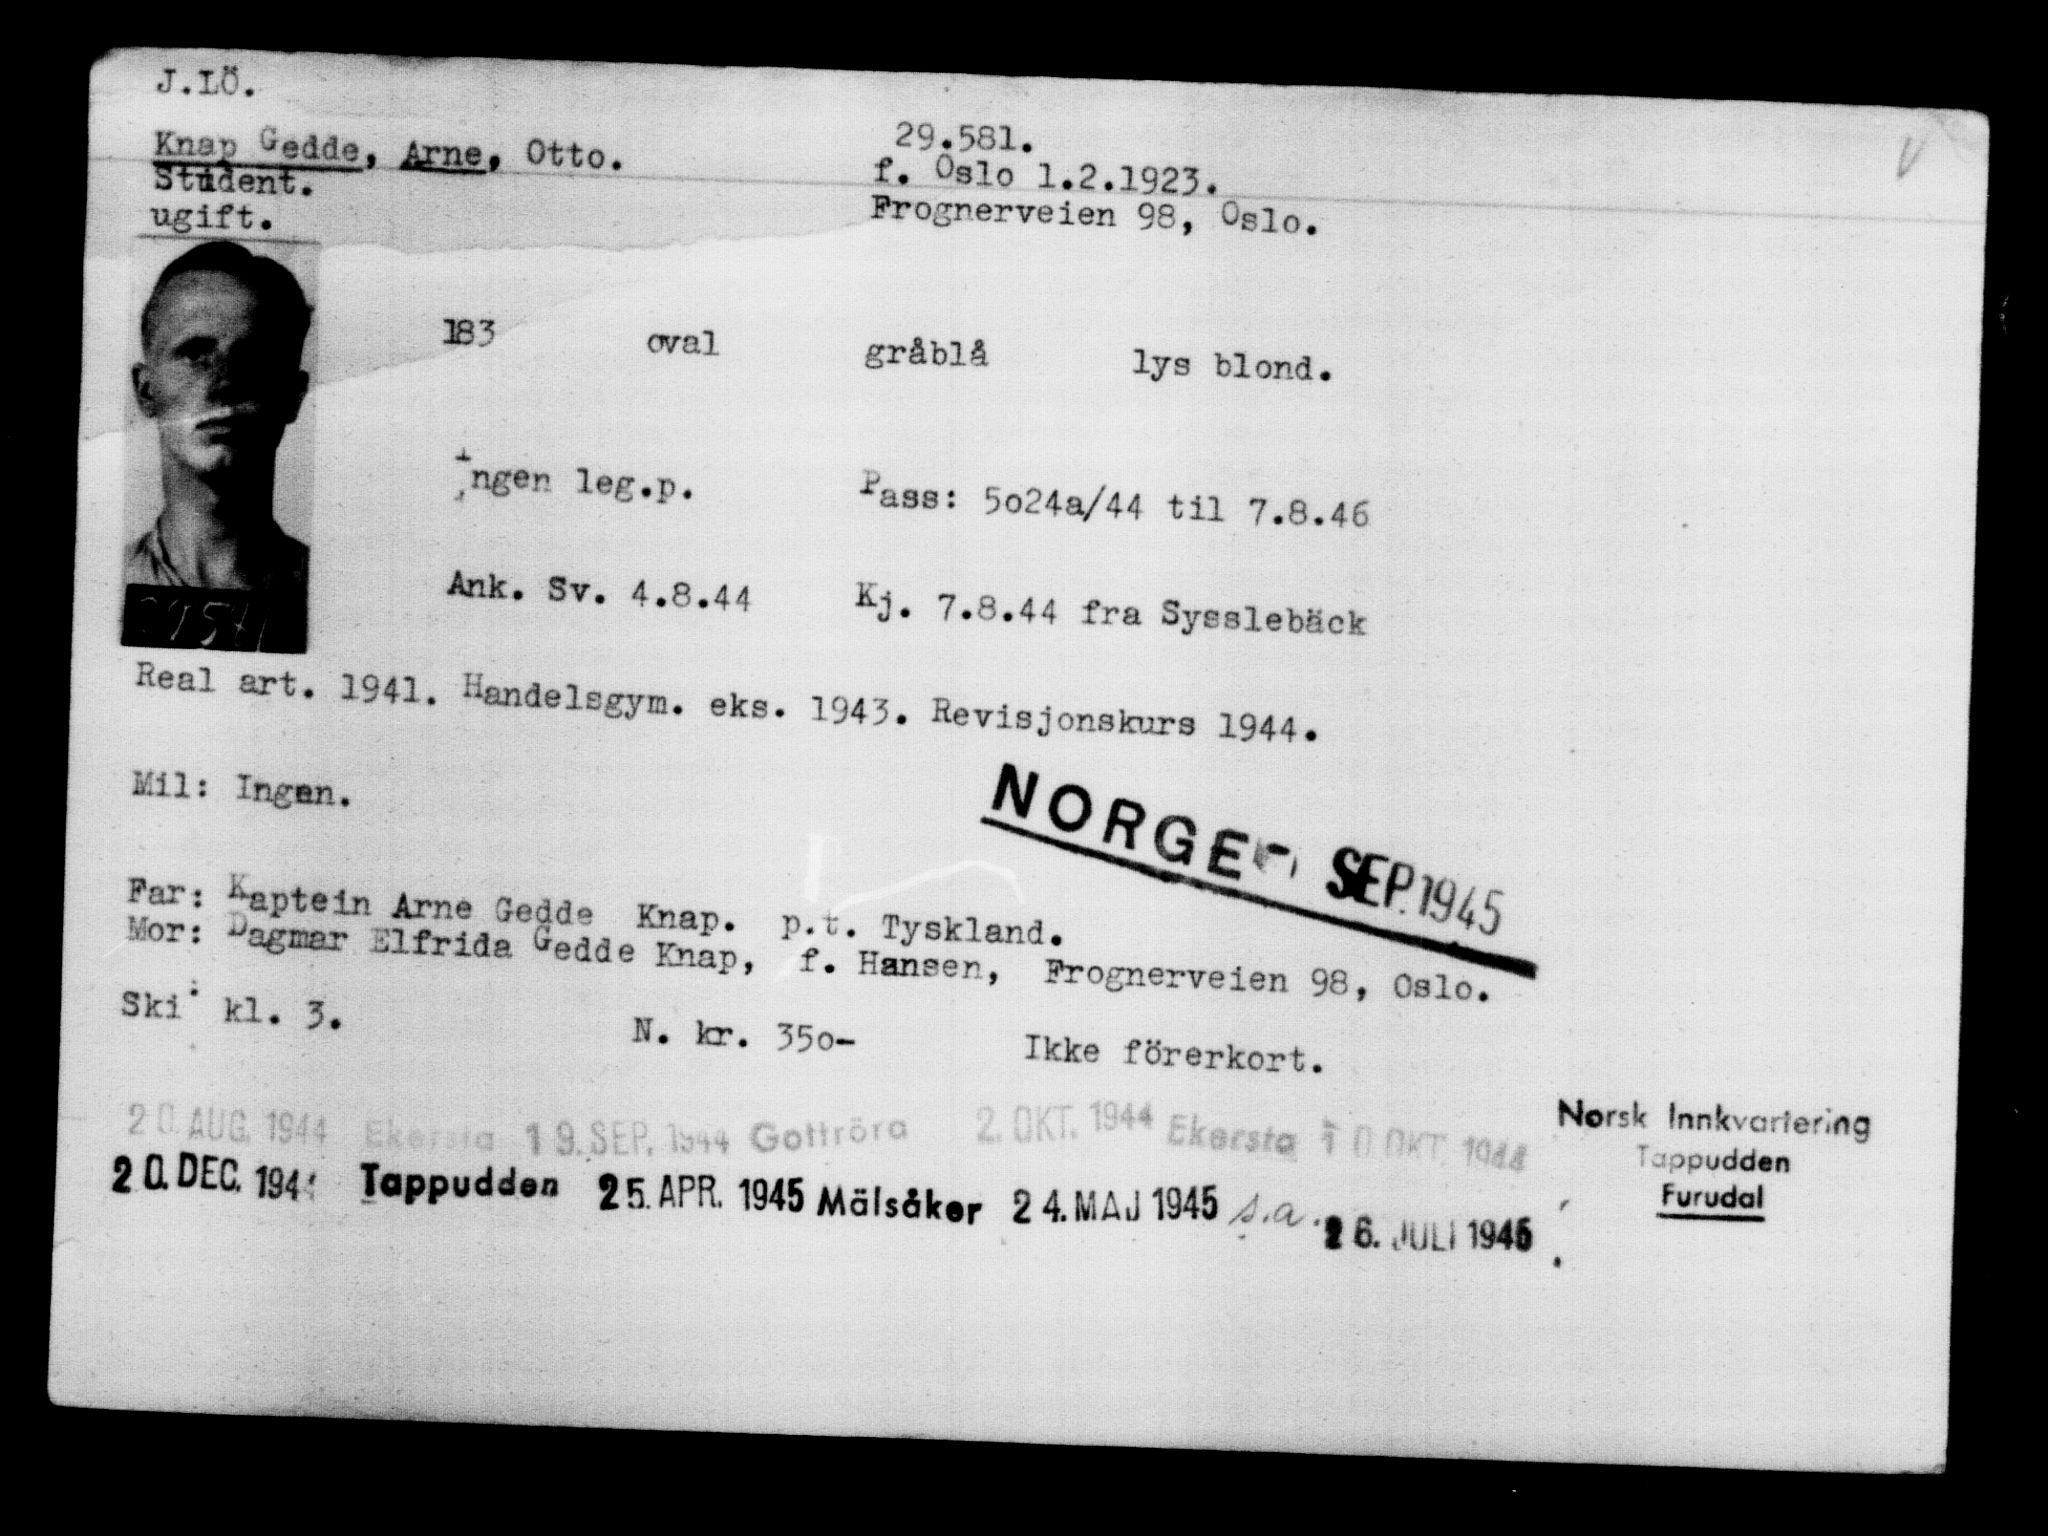 J.LÖ.
Knap Gedde, Arne, Otto.
29.581.
Student.
f. Oslo 1.2.1923.
ugift.
Frognerveien 98, Oslo.
183 oval gråblå lys blond.
Ingen leg.p. Pass: 5o24a/44 til 7.8.46
Ank. Sv. 4.8.44 Kj. 7.8.44 fra Sysslebäck
Real art. 1941. Handelsgym. eks. 1943. Revisjonskurs 1944.
Mil: Ingen.
NORGE SEP. 1945
Far: Kaptein Arne Gedde Knap. p.t. Tyskland.
Mor: Dagmar Elfrida Gedde Knap, f. Hansen, Frognerveien 98, Oslo.
Ski: kl. 3. N. kr. 35o- Ikke förerkort.
20. AUG. 1944 Ekersta 19. SEP. 1944 Gottröra 2. OKT. 1944 Ekersta 10 OKT. 1944
20. DEC. 1944 Tappudden 25. APR. 1945 Mälsåker 24. MAJ 1945 s.a. 26. JULI 1945
Norsk Innkvartering
Tappudden
Furudal